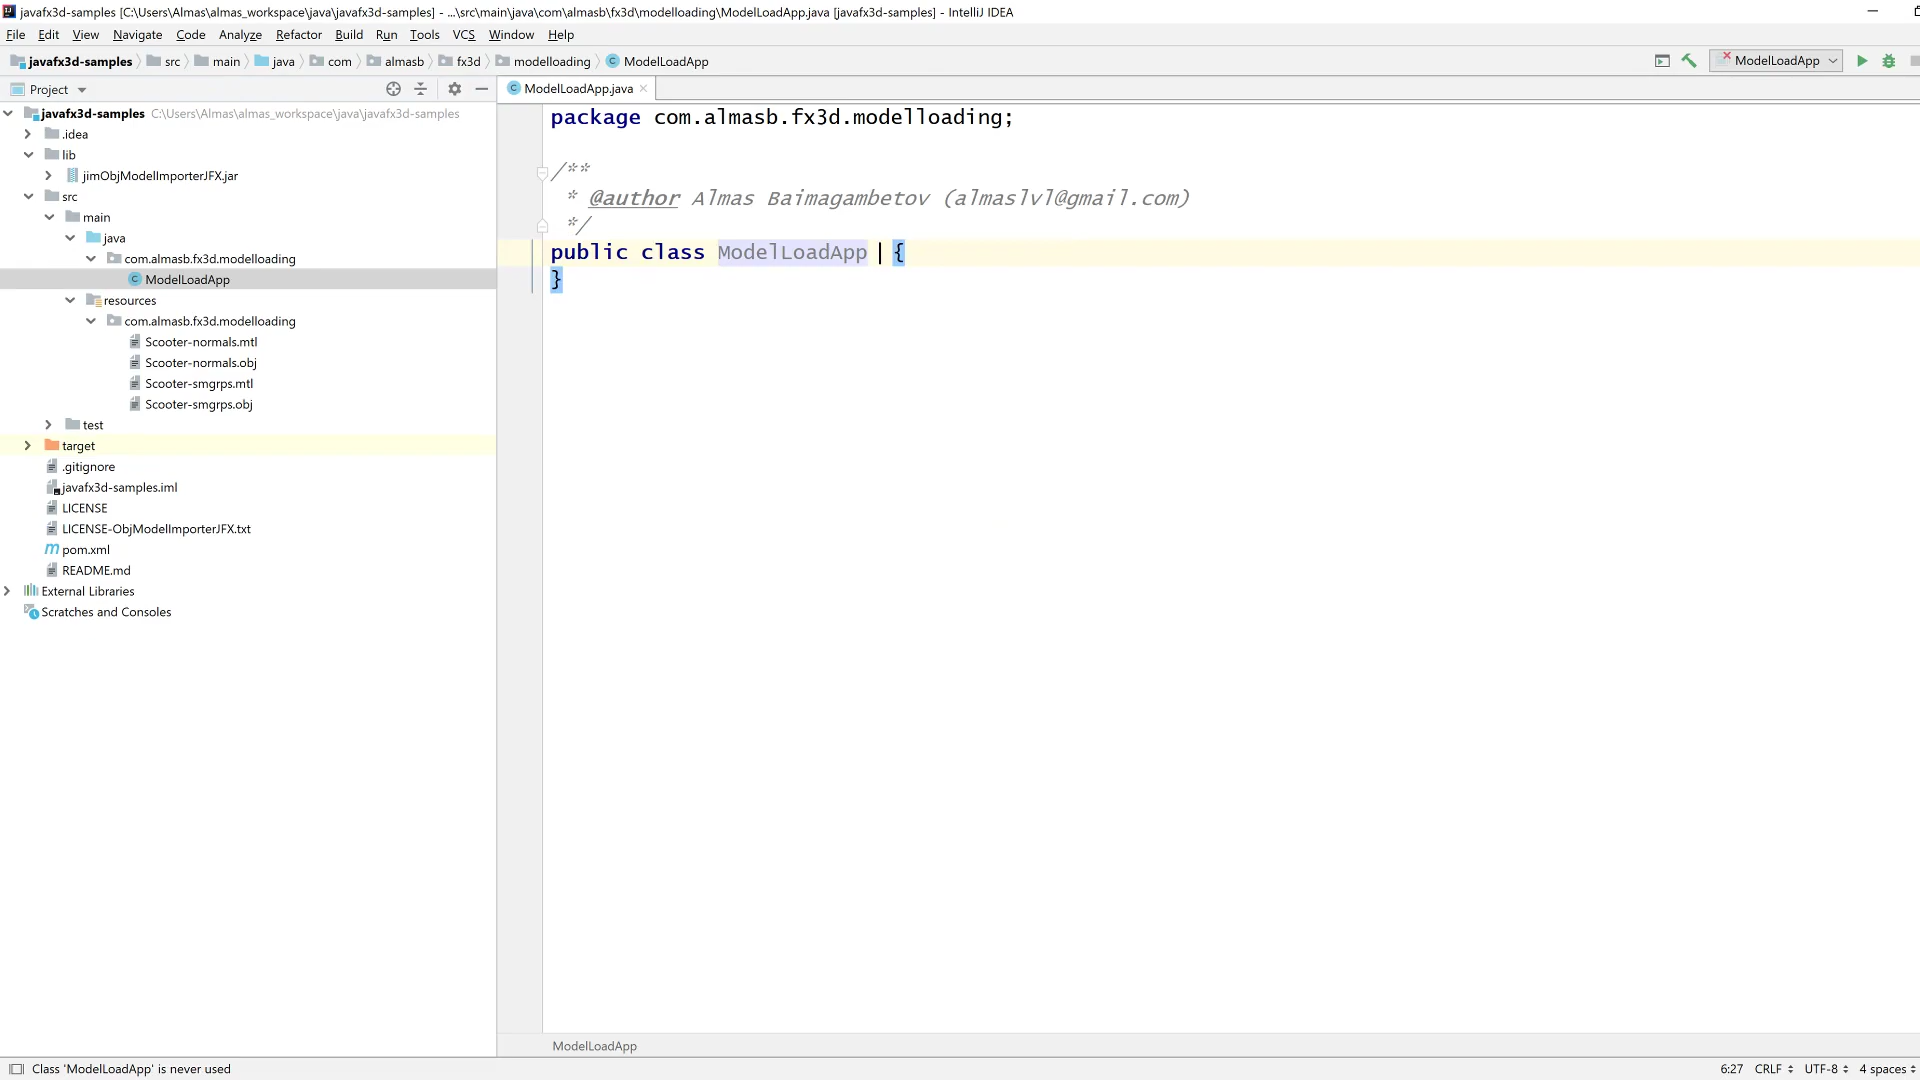 javafx3d-samples [C:\Users\Almas\almas_workspace\java\javafx3d-samples] - ...\src\main\java\com\almasb\fx3d\modelloading\ModelLoadApp.java [javafx3d-samples] - IntelliJ IDEA
File Edit View Navigate Code Analyze Refactor Build Run Tools VCS Window Help
javafx3d-samples src main java com almasb fx3d modelloading ModelLoadApp ModelLoadApp
Project ModelLoadApp.java
javafx3d-samples C:\Users\Almas\almas_workspace\java\javafx3d-samples
.idea
lib
jimObjModelImporterJFX.jar
src
main
java
com.almasb.fx3d.modelloading
ModelLoadApp
resources
com.almasb.fx3d.modelloading
Scooter-normals.mtl
Scooter-normals.obj
Scooter-smgrps.mtl
Scooter-smgrps.obj
test
target
.gitignore
javafx3d-samples.iml
LICENSE
LICENSE-ObjModelImporterJFX.txt
pom.xml
README.md
External Libraries
Scratches and Consoles
package com.almasb.fx3d.modelloading;
/**
* @author Almas Baimagambetov (almaslvl@gmail.com)
*/
public class ModelLoadApp {
}
ModelLoadApp
Class 'ModelLoadApp' is never used 6:27 CRLF UTF-8 4 spaces